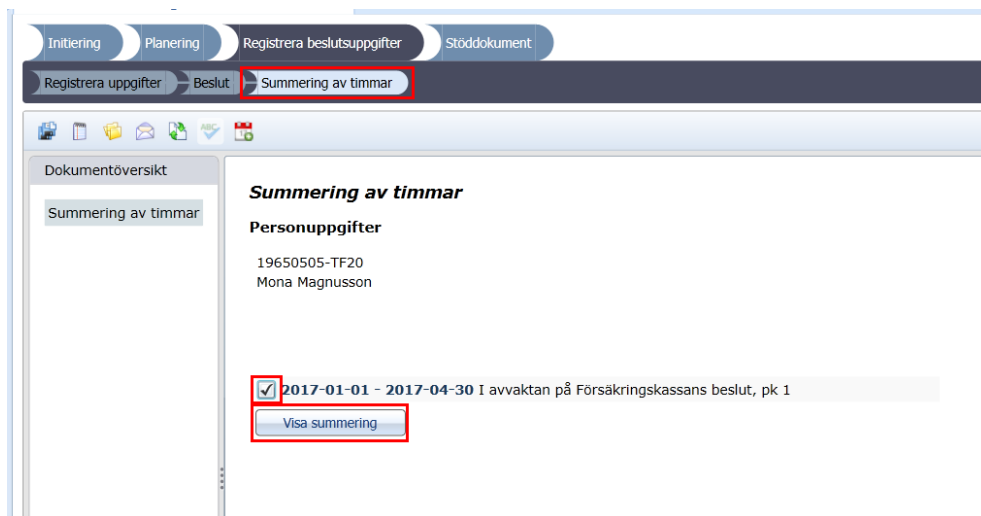 Initiering Planering Registrera beslutsuppgifter Stöddokument
Registrera uppgifter Beslut Summering av timmar
ABC
Dokumentöversikt
Summering av timmar
Summering av timmar
Personuppgifter
19650505-TF20
Mona Magnusson
2017-01-01 - 2017-04-30 I avvaktan på Försäkringskassans beslut, pk 1
Visa summering